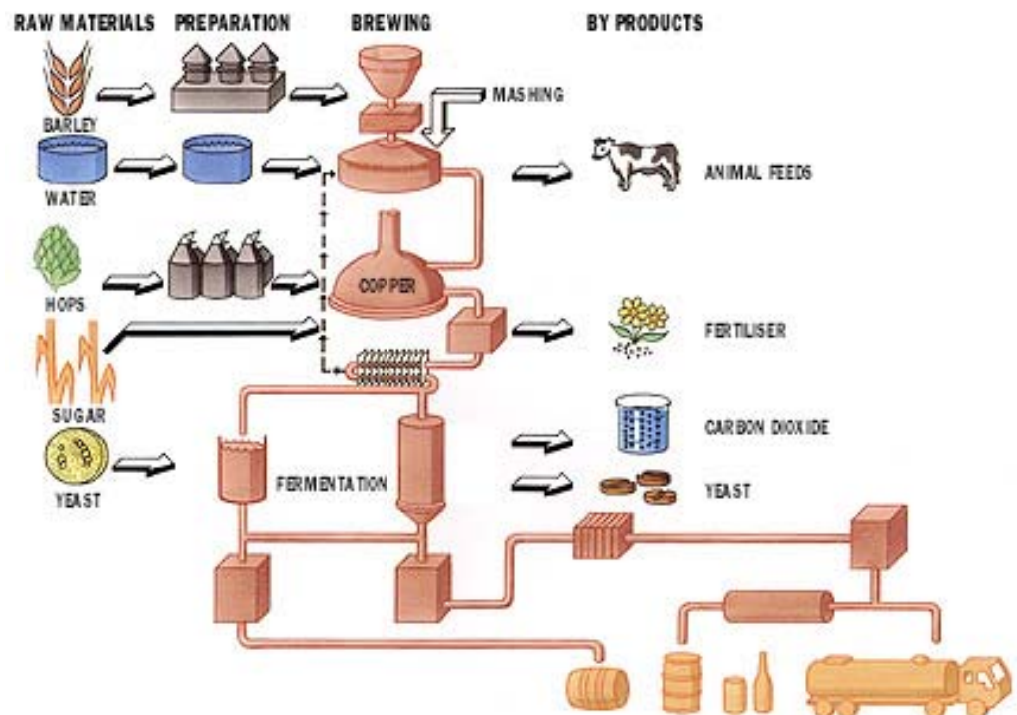 RAW MATERIALS PREPARATION BREWING BY PRODUCTS
MASHING
BARLEY
ANIMAL FEEDS
WATER
COPPER
HOPS
FERTILISER
SUGAR
CARBON DIOXIDE
FERMENTATION
YEAST
YEAST